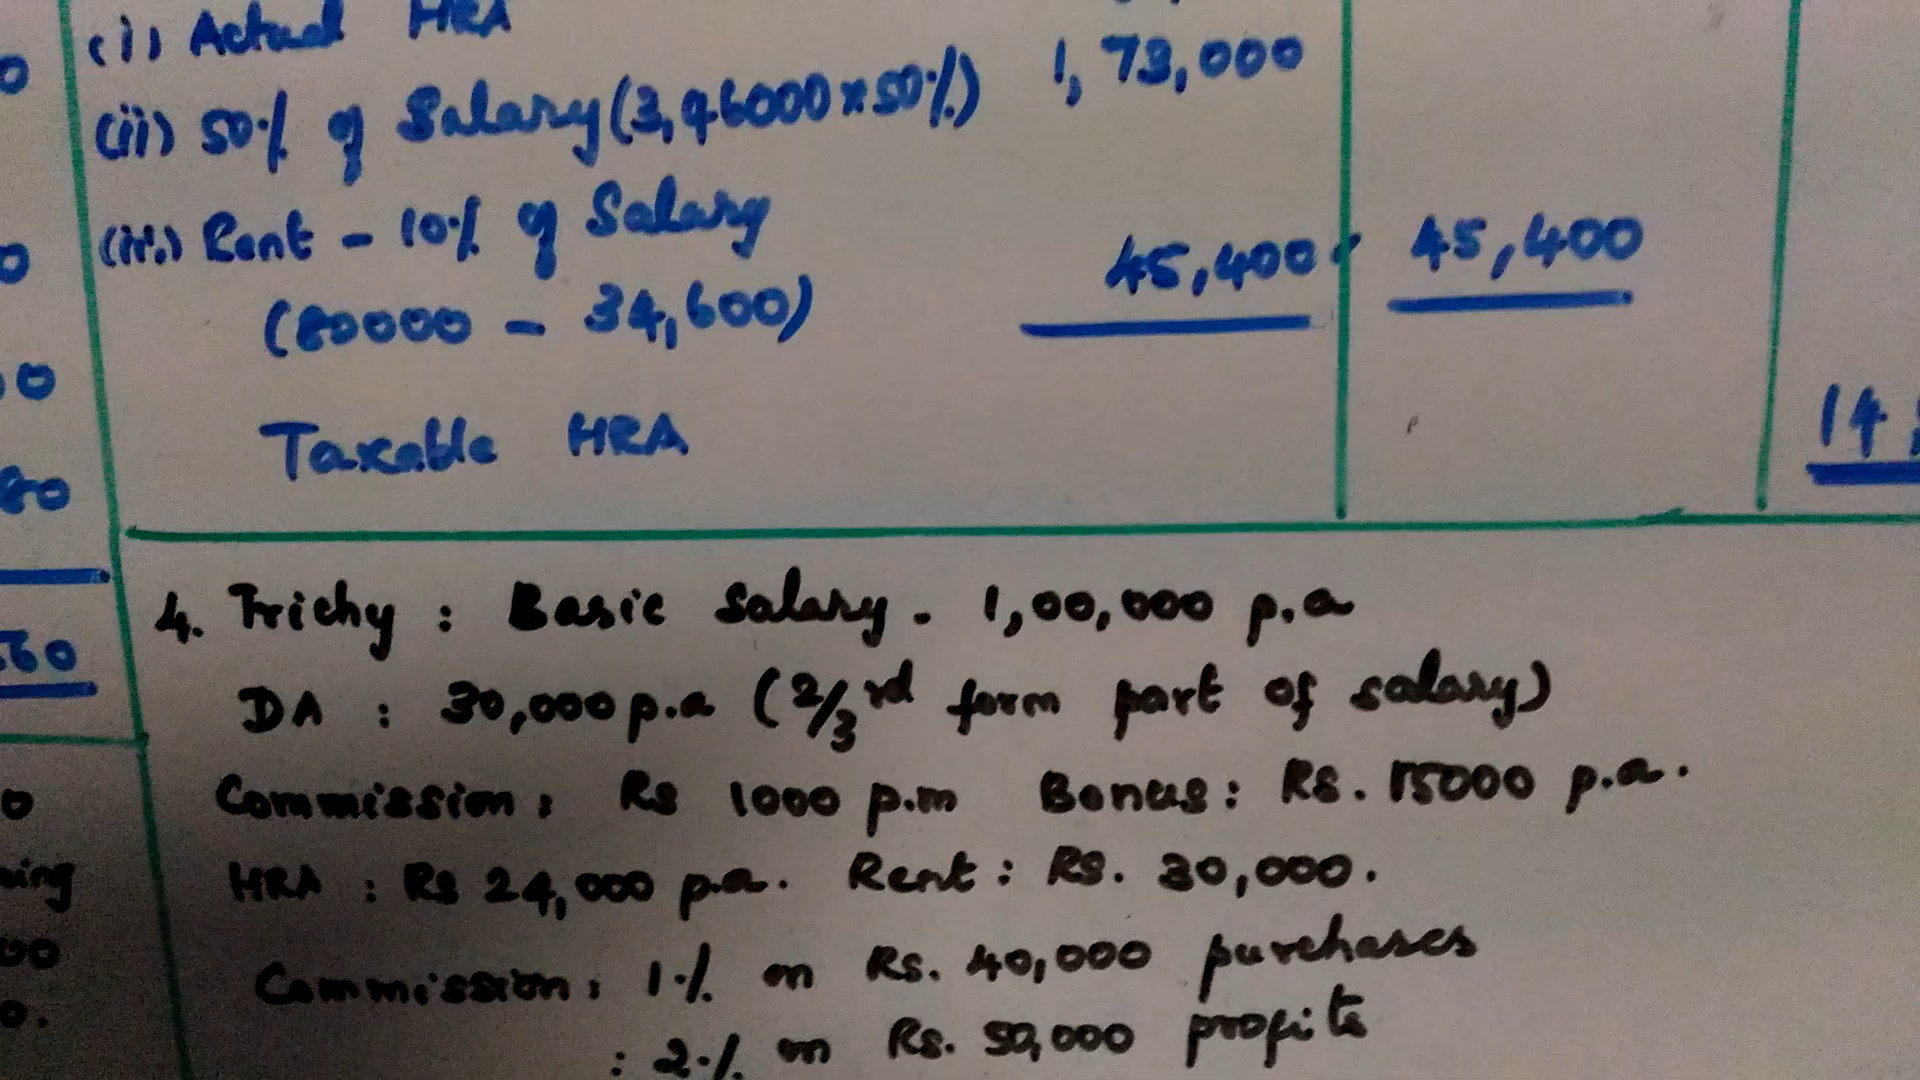 (i) Actual HRA
(ii) 50% of Salary (3,46000 x 50%) 1,73,000
(iii) Rent - 10% of Salary
(80000 - 34,600) 45,400 45,400
Taxable HRA
14
4. Trichy : Basic Salary - 1,00,000 p.a
DA : 30,000 p.a (2/3rd form part of salary)
Commission : Rs 1000 p.m Bonus : Rs. 15000 p.a.
HRA : Rs 24,000 p.a. Rent : Rs. 30,000.
Commission : 1% on Rs. 40,000 purchases
: 2% on Rs. 50,000 profits